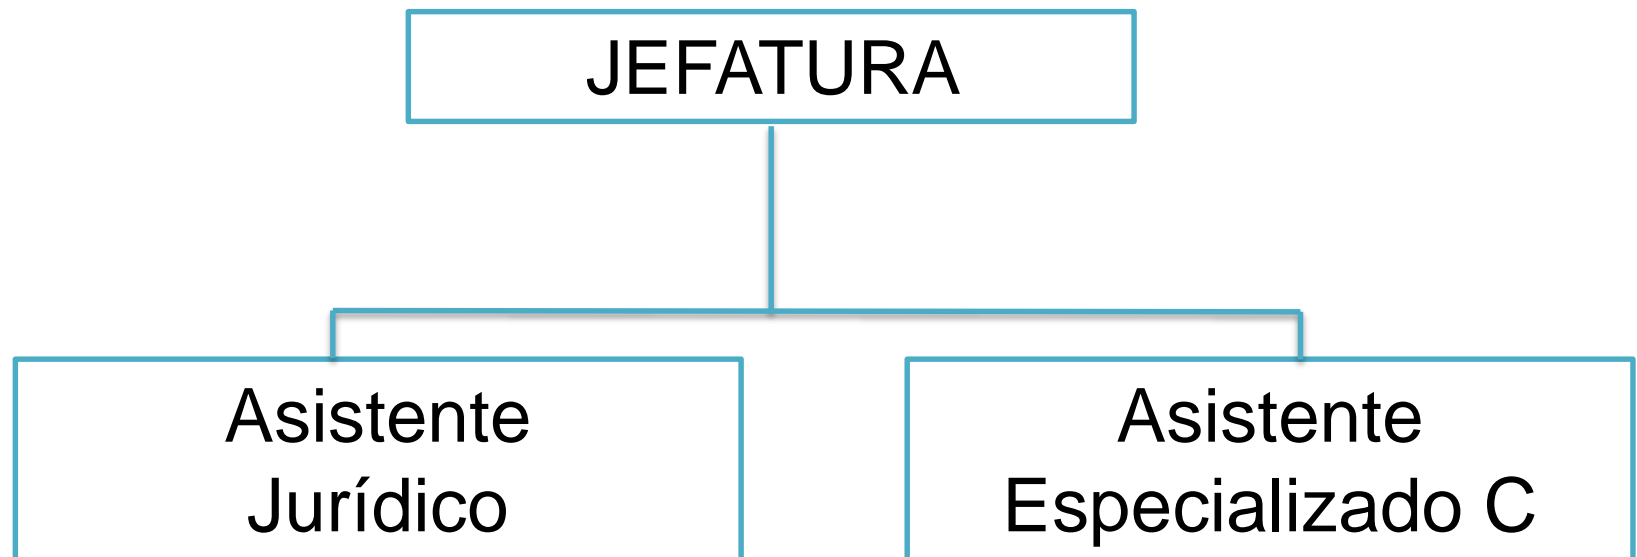 JEFATURA
Asistente
Jurídico
Asistente
Especializado C